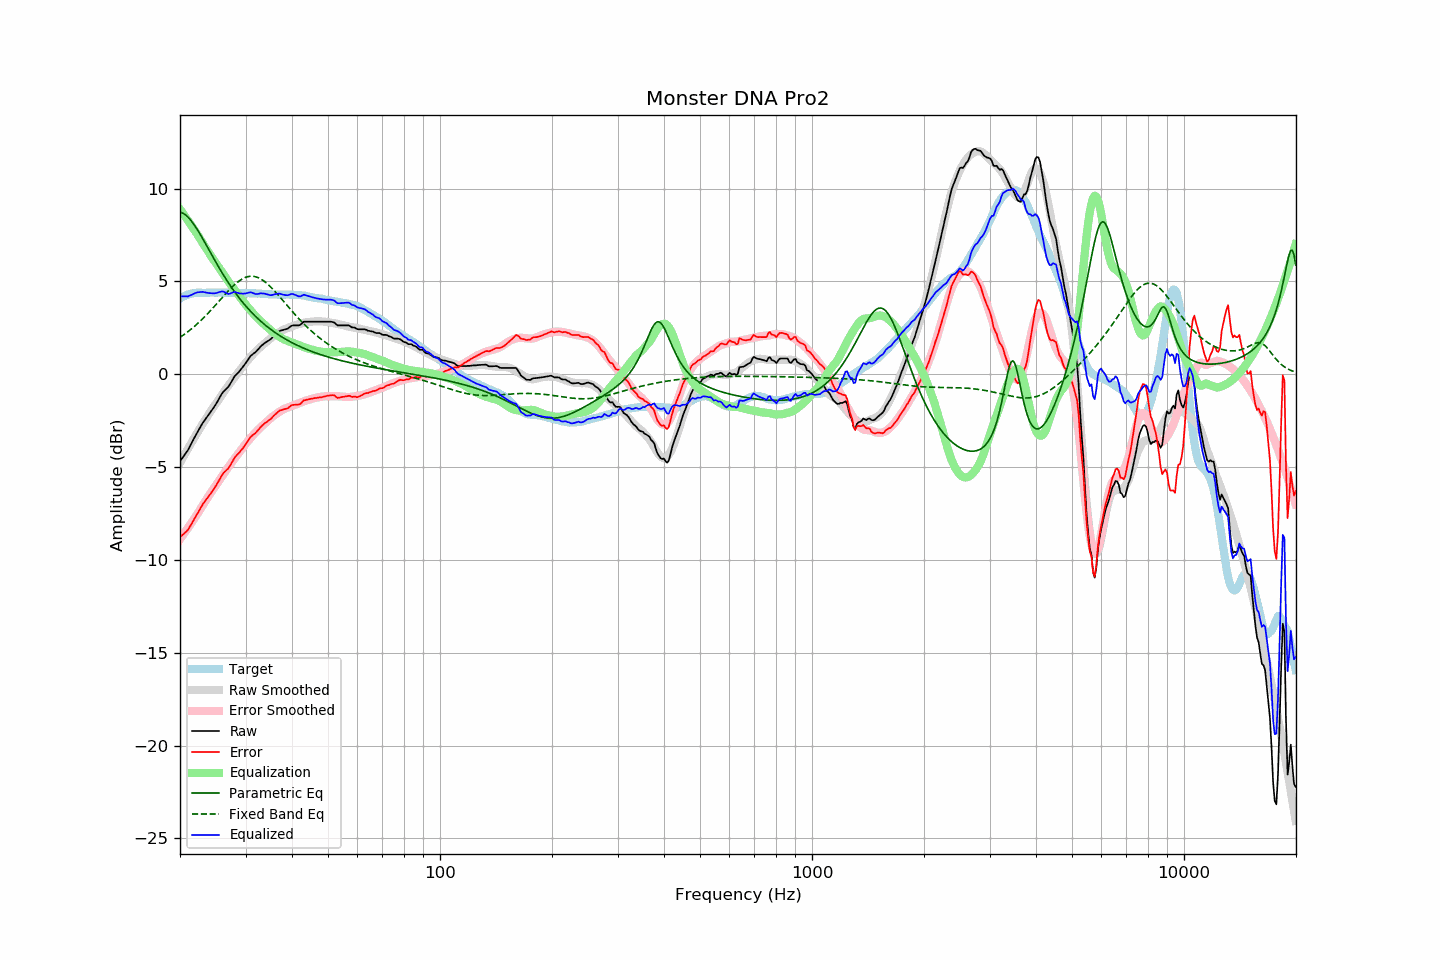 Monster DNA Pro2
Amplitude (dBr)
10
5
0
−5
−10
−15
−20
−25
Target
Raw Smoothed
Error Smoothed
Raw
Error
Equalization
Parametric Eq
Fixed Band Eq
Equalized
100
1000
10000
Frequency (Hz)